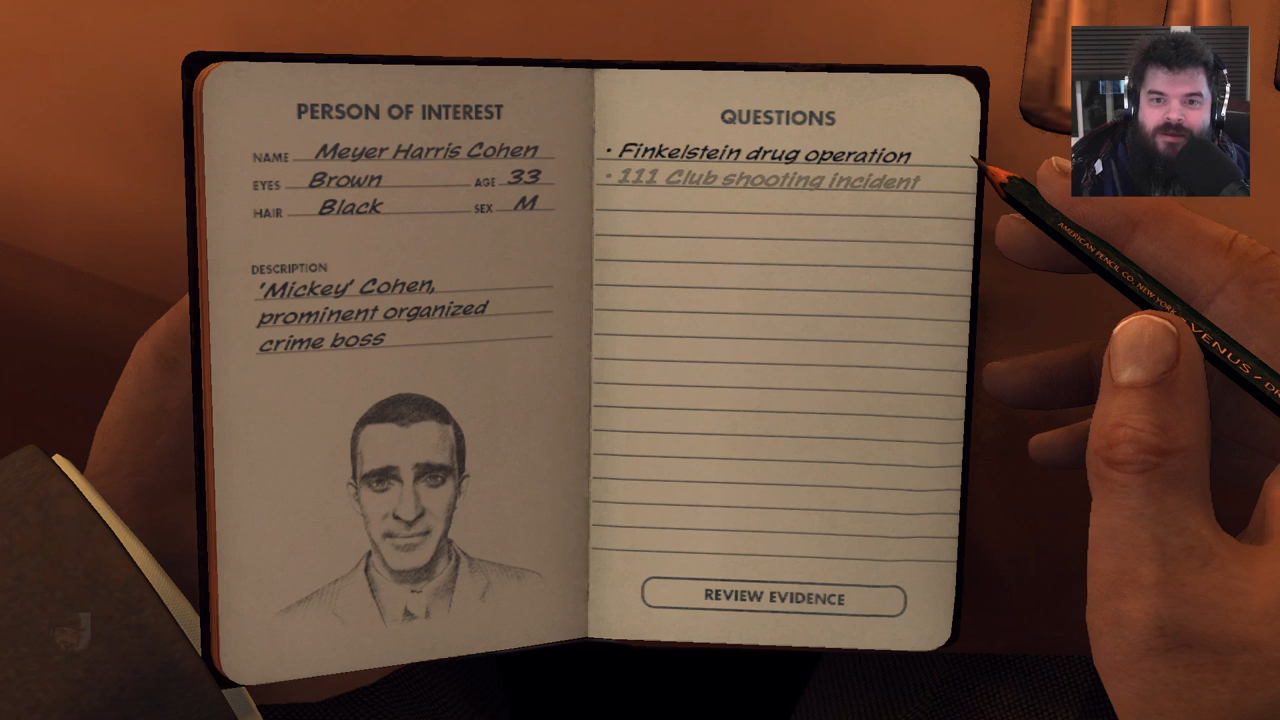 PERSON OF INTEREST
NAME Meyer Harris Cohen
EYES Brown AGE 33
HAIR Black SEX M
DESCRIPTION
'Mickey' Cohen,
prominent organized
crime boss
QUESTIONS
· Finkelstein drug operation
· 111 Club shooting incident
REVIEW EVIDENCE
AMERICAN PENCIL CO. NEW YORK
VENUS